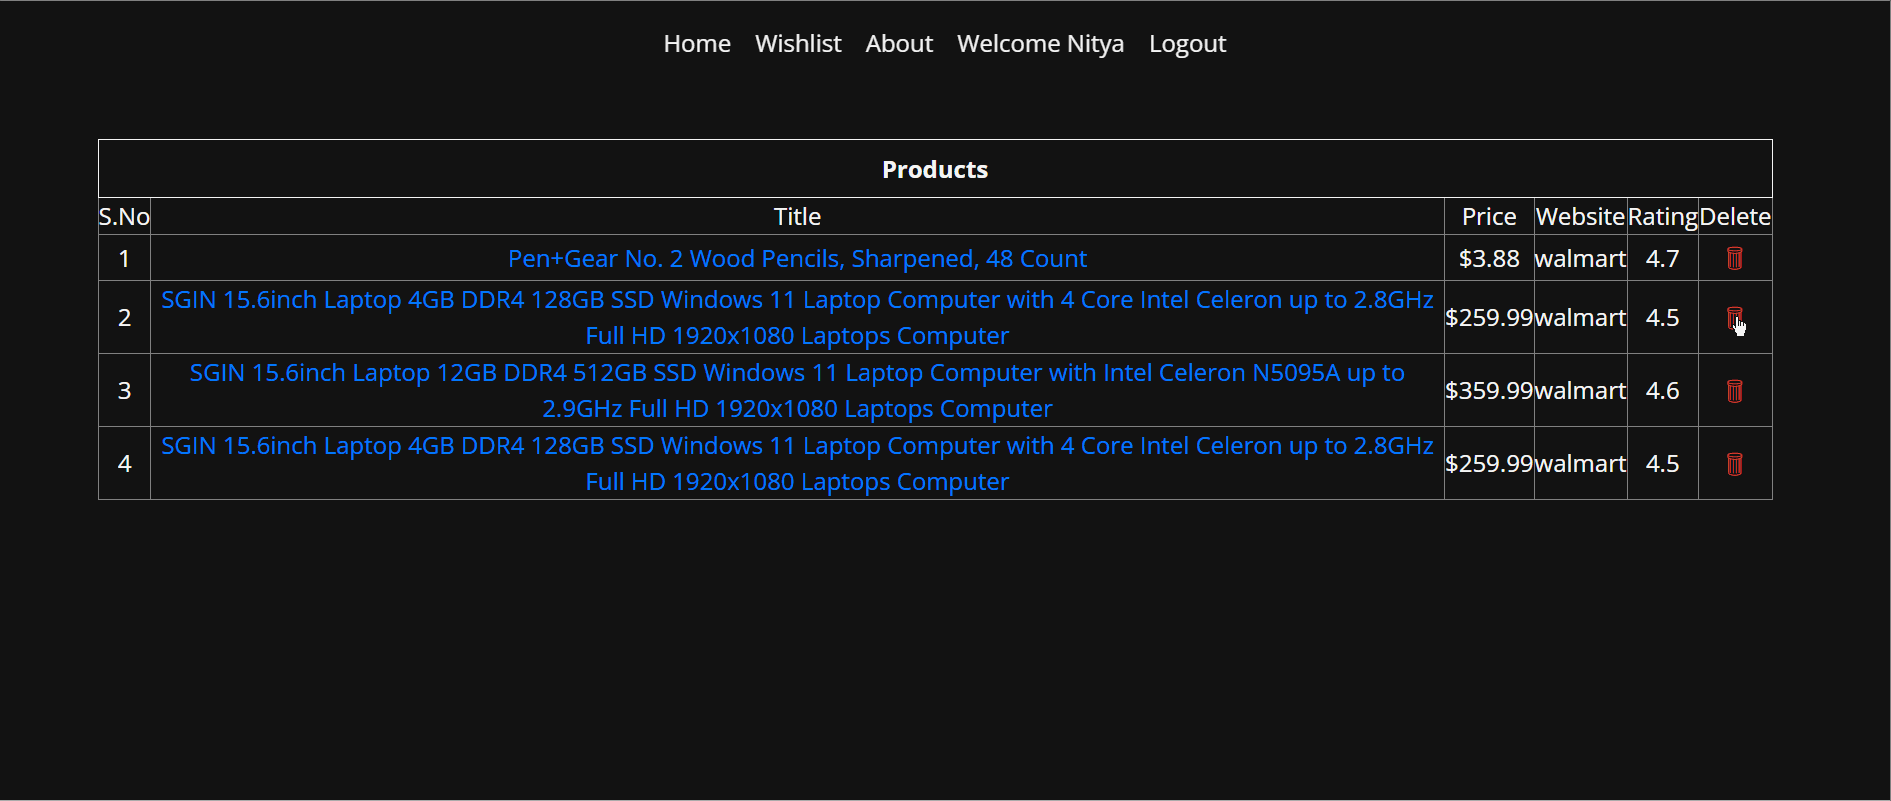 Home Wishlist About Welcome Nitya Logout
Products
S.No Title Price Website Rating Delete
1 Pen+Gear No. 2 Wood Pencils, Sharpened, 48 Count $3.88 walmart 4.7
2 SGIN 15.6inch Laptop 4GB DDR4 128GB SSD Windows 11 Laptop Computer with 4 Core Intel Celeron up to 2.8GHz
Full HD 1920x1080 Laptops Computer $259.99 walmart 4.5
3 SGIN 15.6inch Laptop 12GB DDR4 512GB SSD Windows 11 Laptop Computer with Intel Celeron N5095A up to
2.9GHz Full HD 1920x1080 Laptops Computer $359.99 walmart 4.6
4 SGIN 15.6inch Laptop 4GB DDR4 128GB SSD Windows 11 Laptop Computer with 4 Core Intel Celeron up to 2.8GHz
Full HD 1920x1080 Laptops Computer $259.99 walmart 4.5